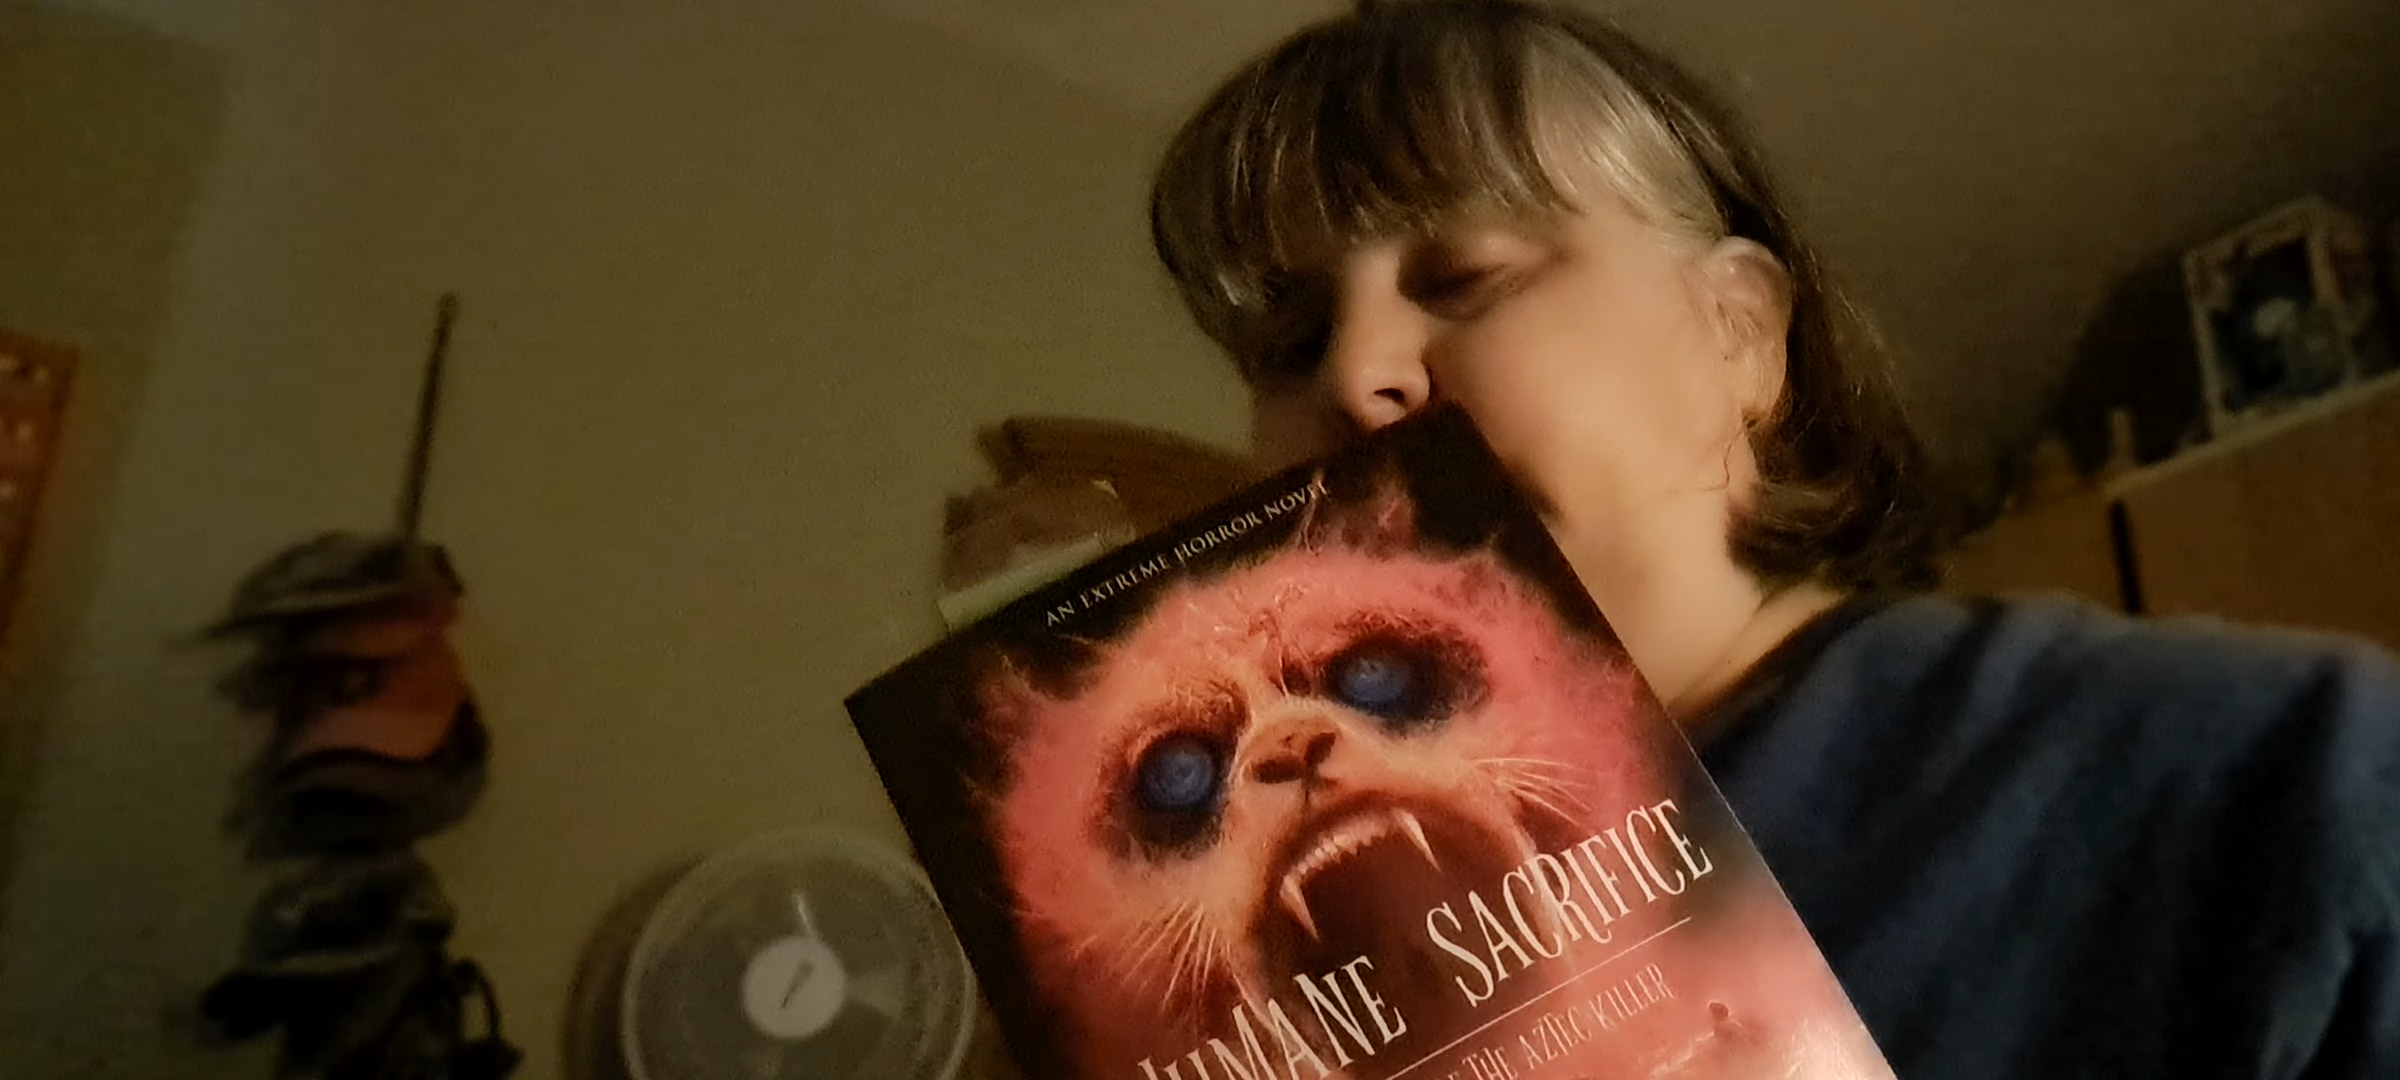 AN EXTREME HORROR NOVEL
HUMANE SACRIFICE
THE AZTEC KILLER